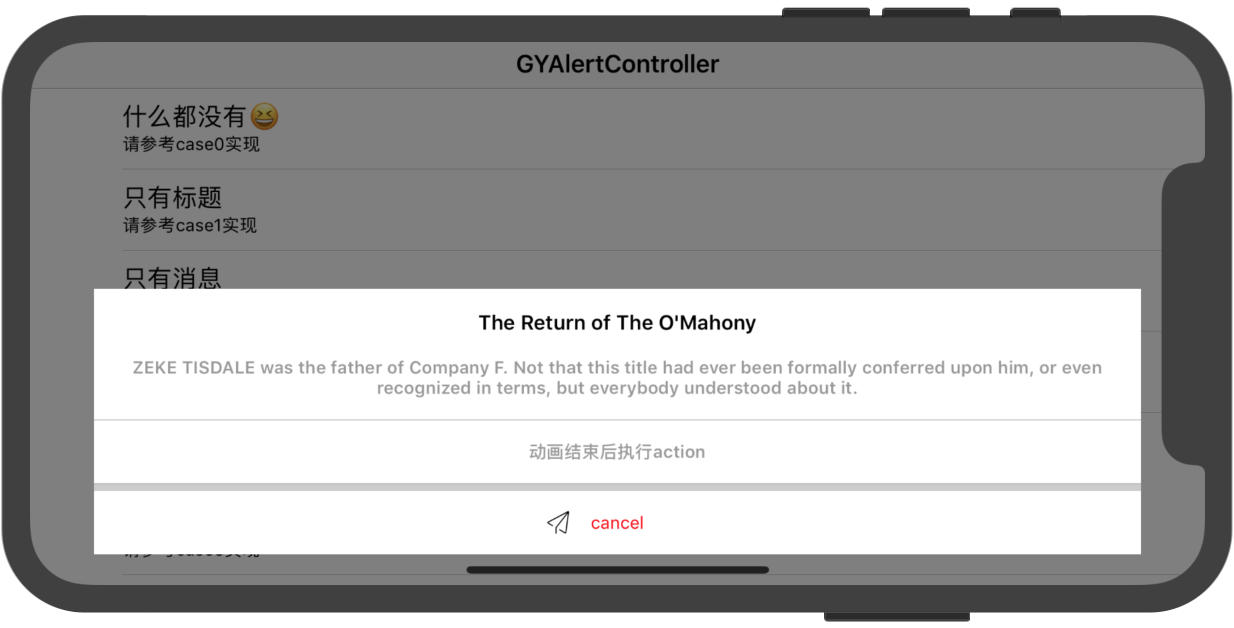 GYAlertController
什么都没有😆
请参考case0实现
只有标题
请参考case1实现
只有消息
The Return of The O'Mahony
ZEKE TISDALE was the father of Company F. Not that this title had ever been formally conferred upon him, or even
recognized in terms, but everybody understood about it.
动画结束后执行action
cancel